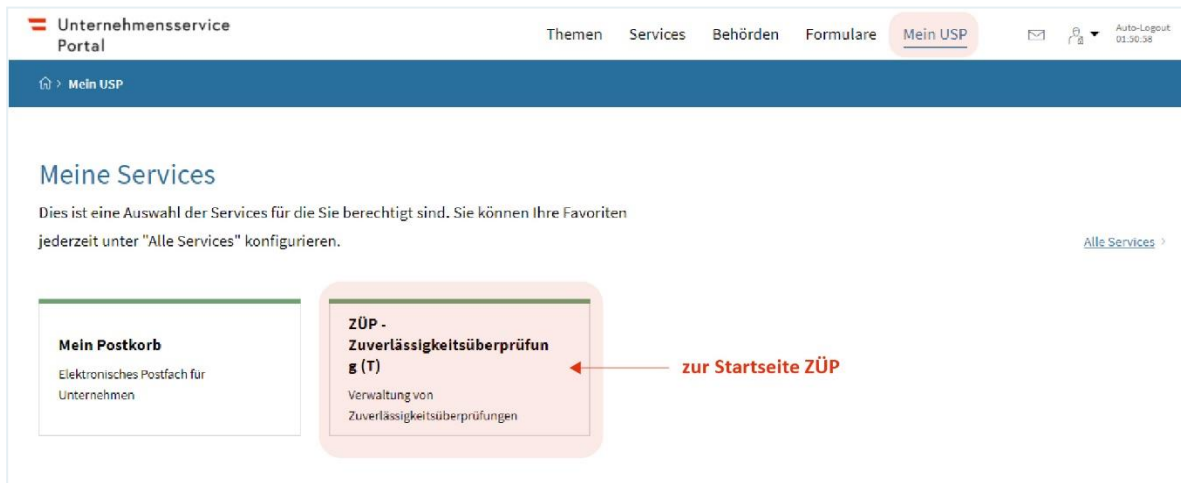 Unternehmensservice
Portal
Themen Services Behörden Formulare Mein USP
Auto-Logout
01:50:58
> Mein USP
Meine Services
Dies ist eine Auswahl der Services für die Sie berechtigt sind. Sie können Ihre Favoriten
jederzeit unter "Alle Services" konfigurieren.
Alle Services >
Mein Postkorb
Elektronisches Postfach für
Unternehmen
ZÜP -
Zuverlässigkeitsüberprüfun
g (T)
Verwaltung von
Zuverlässigkeitsüberprüfungen
zur Startseite ZÜP